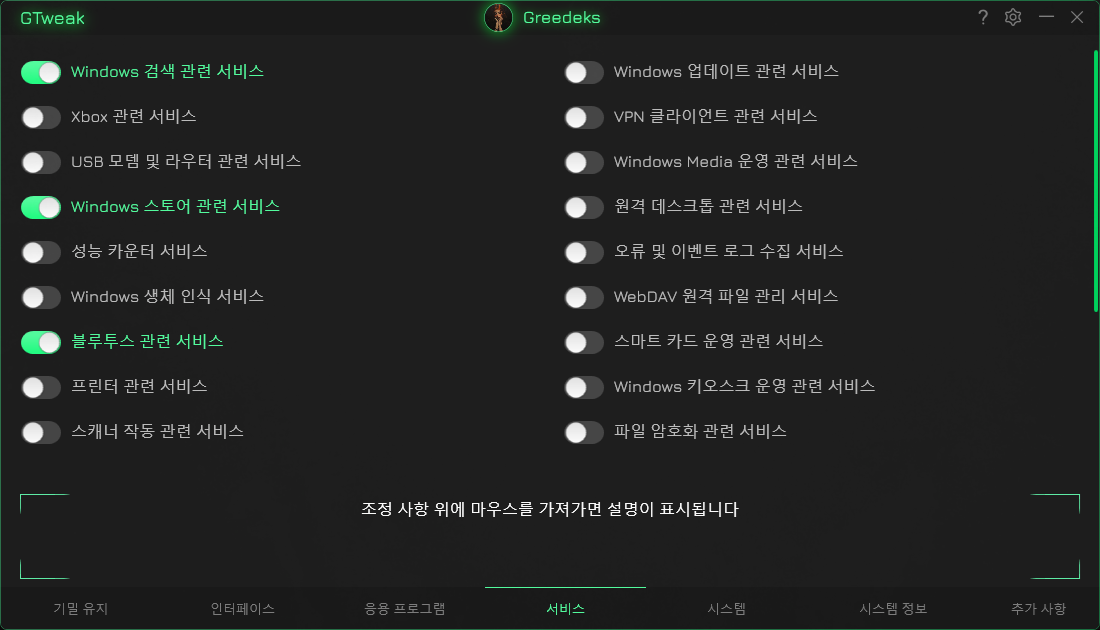 GTweak
Greedeks
?
Windows 검색 관련 서비스
Windows 업데이트 관련 서비스
Xbox 관련 서비스
VPN 클라이언트 관련 서비스
USB 모뎀 및 라우터 관련 서비스
Windows Media 운영 관련 서비스
Windows 스토어 관련 서비스
원격 데스크톱 관련 서비스
성능 카운터 서비스
오류 및 이벤트 로그 수집 서비스
Windows 생체 인식 서비스
WebDAV 원격 파일 관리 서비스
블루투스 관련 서비스
스마트 카드 운영 관련 서비스
프린터 관련 서비스
Windows 키오스크 운영 관련 서비스
스캐너 작동 관련 서비스
파일 암호화 관련 서비스
조정 사항 위에 마우스를 가져가면 설명이 표시됩니다
기밀 유지
인터페이스
응용 프로그램
서비스
시스템
시스템 정보
추가 사항